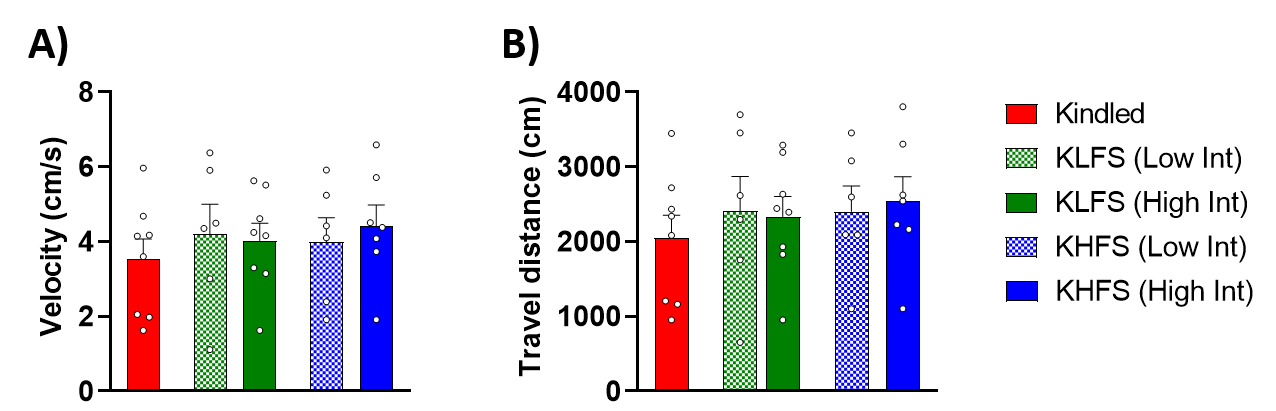 A)
B)
Velocity (cm/s)
8
6
4
2
0
Travel distance (cm)
4000
3000
2000
1000
0
Kindled
KLFS (Low Int)
KLFS (High Int)
KHFS (Low Int)
KHFS (High Int)